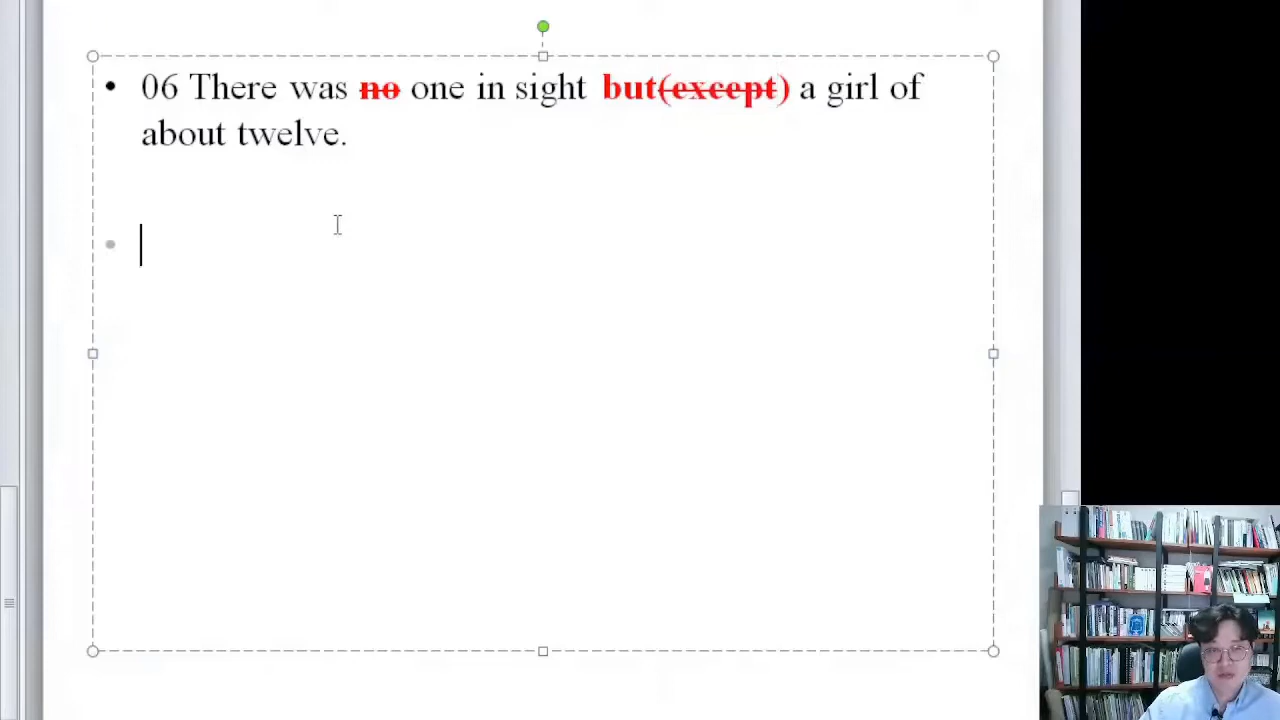 • 06 There was no one in sight but(except) a girl of
about twelve.
•